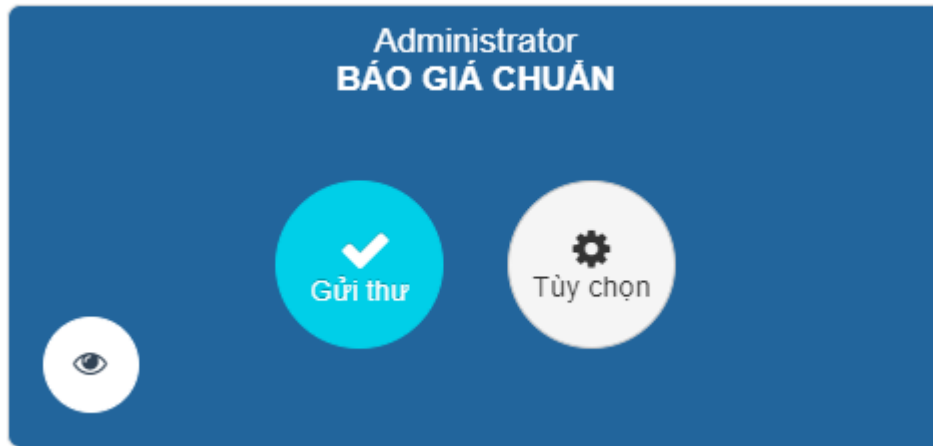 Administrator
BÁO GIÁ CHUẨN
Gửi thư
Tùy chọn